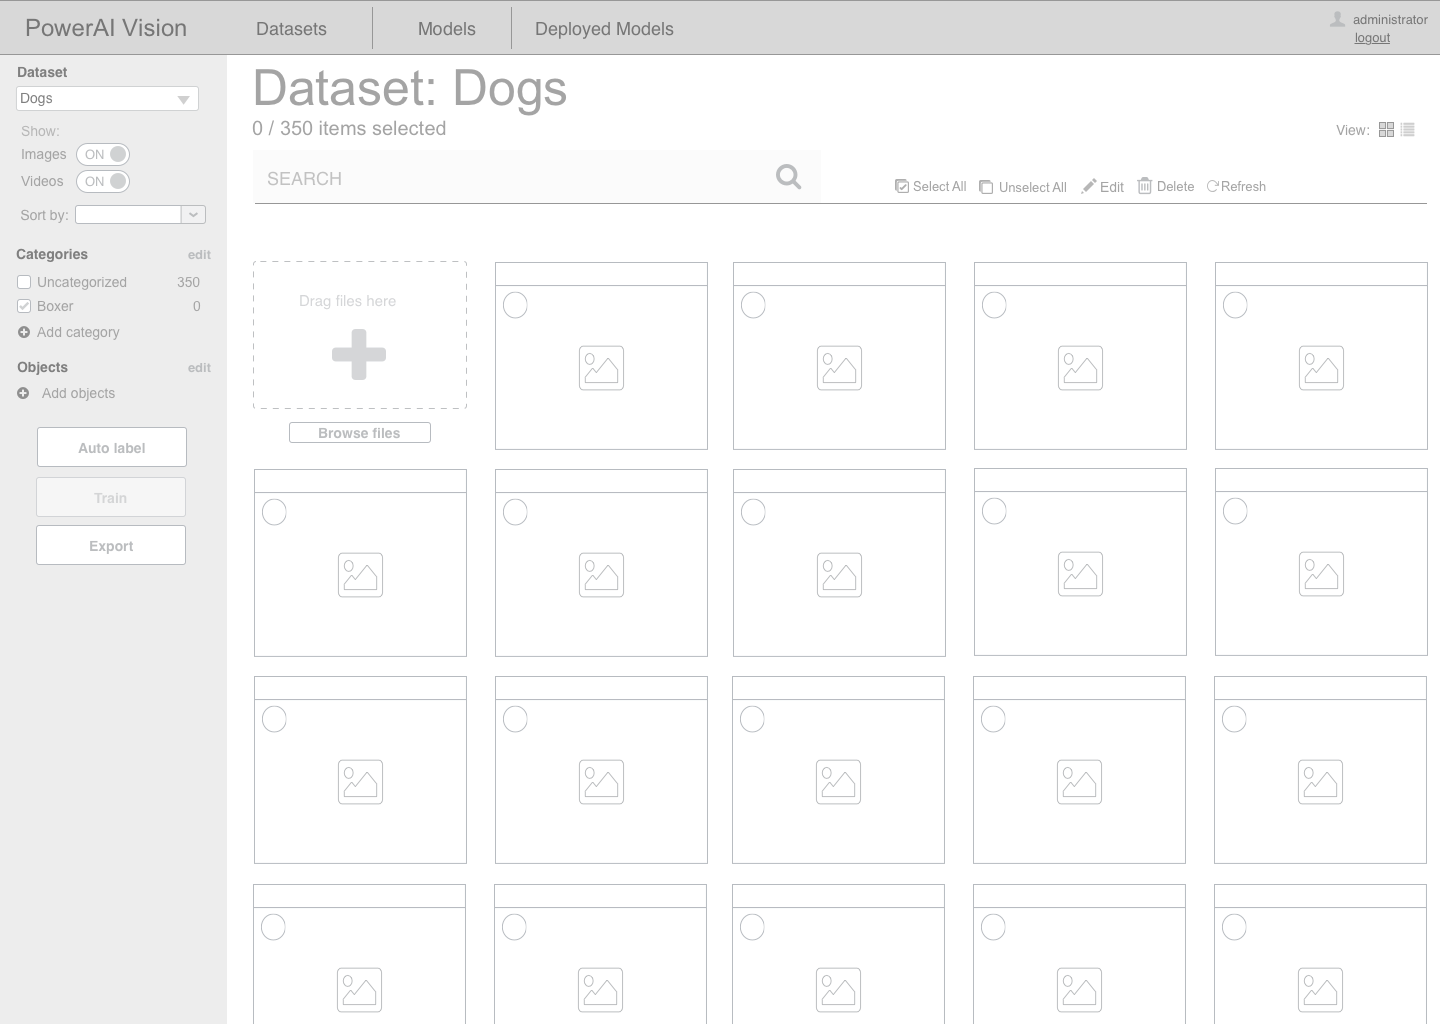 PowerAI Vision
Datasets
Models
Deployed Models
administrator
logout
Dataset
Dogs
Show:
Images ON
Videos ON
Sort by:
Categories edit
Uncategorized 350
Boxer 0
Add category
Objects edit
Add objects
Auto label
Train
Export
Dataset: Dogs
0 / 350 items selected
View:
SEARCH
Select All
Unselect All
Edit
Delete
Refresh
Drag files here
Browse files